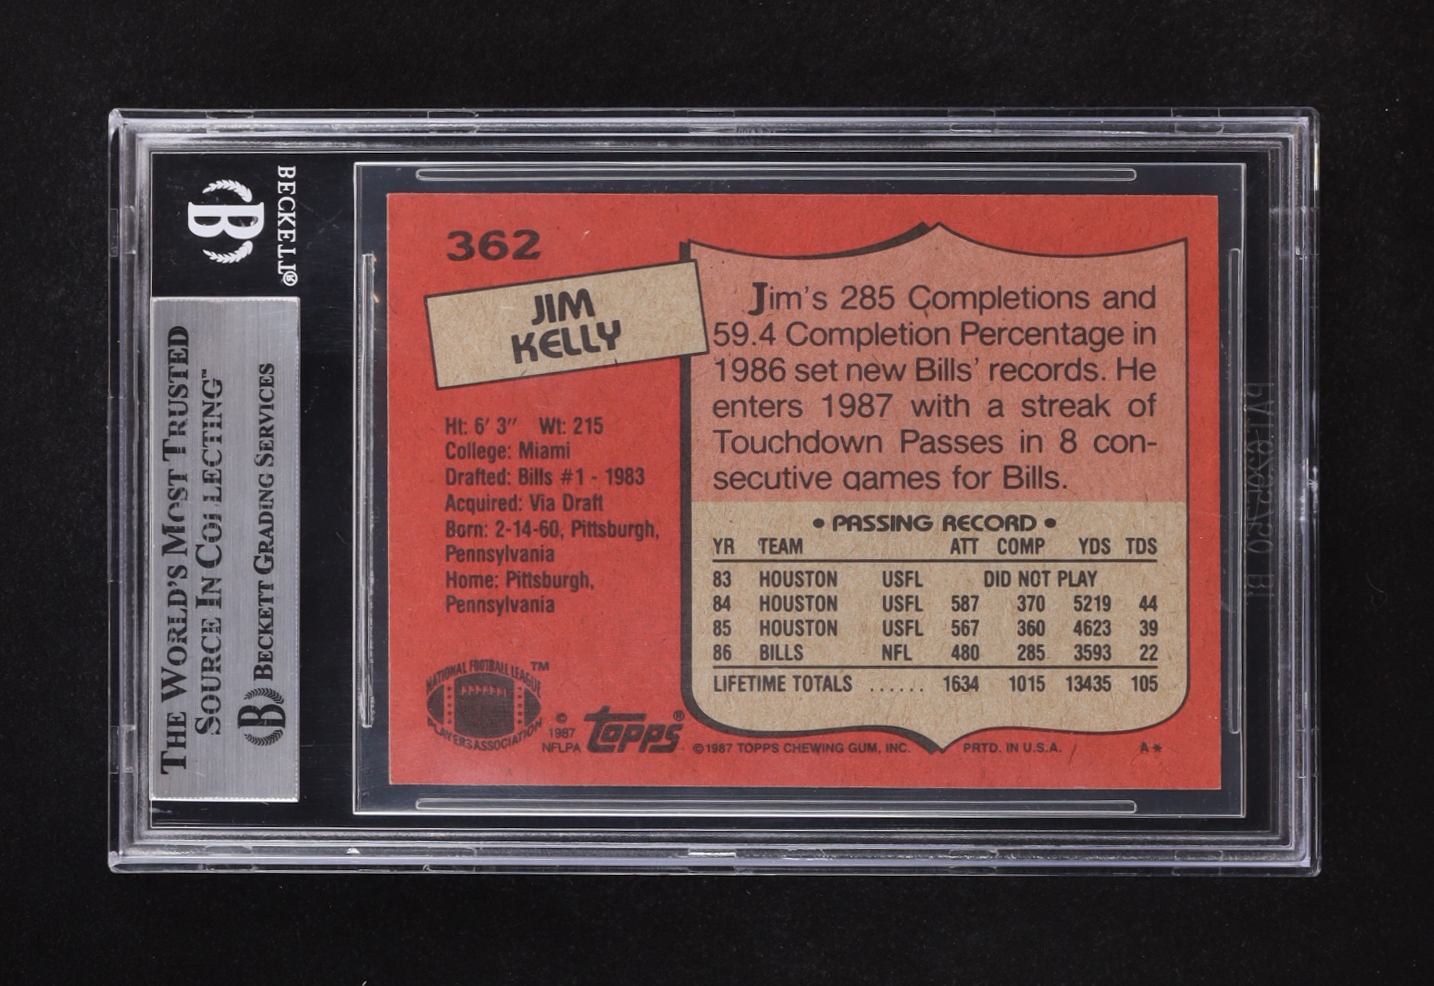 BECKETT®
B
THE WORLD'S MOST TRUSTED
SOURCE IN COLLECTING™
B BECKETT GRADING SERVICES
362
JIM
KELLY
Ht: 6' 3" Wt: 215
College: Miami
Drafted: Bills #1 - 1983
Acquired: Via Draft
Born: 2-14-60, Pittsburgh,
Pennsylvania
Home: Pittsburgh,
Pennsylvania
NATIONAL FOOTBALL LEAGUE ™
PLAYERS ASSOCIATION
© 1987
NFLPA
Topps®
Jim's 285 Completions and
59.4 Completion Percentage in
1986 set new Bills' records. He
enters 1987 with a streak of
Touchdown Passes in 8 con-
secutive games for Bills.
• PASSING RECORD •
YR TEAM ATT COMP YDS TDS
83 HOUSTON USFL DID NOT PLAY
84 HOUSTON USFL 587 370 5219 44
85 HOUSTON USFL 567 360 4623 39
86 BILLS NFL 480 285 3593 22
LIFETIME TOTALS ...... 1634 1015 13435 105
©1987 TOPPS CHEWING GUM, INC. PRTD. IN U.S.A. A*